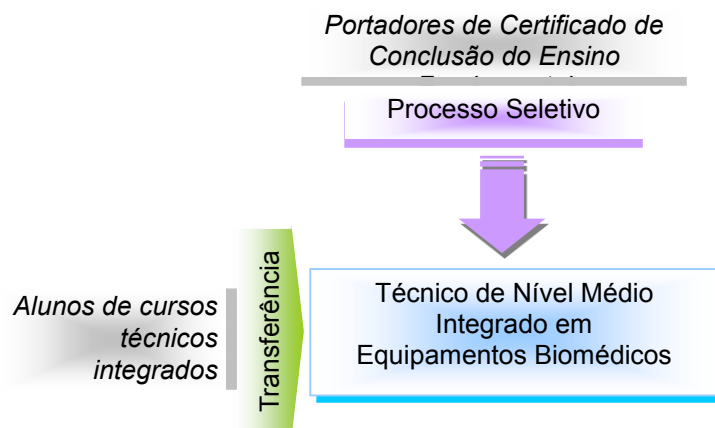 Portadores de Certificado de
Conclusão do Ensino
Processo Seletivo
Técnico de Nível Médio
Integrado em
Equipamentos Biomédicos
Transferência
Alunos de cursos
técnicos
integrados